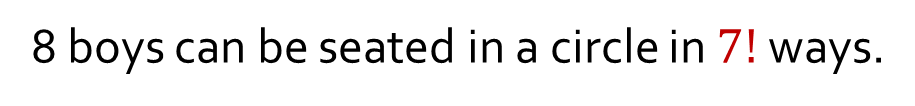 8 boys can be seated in a circle in 7! ways.